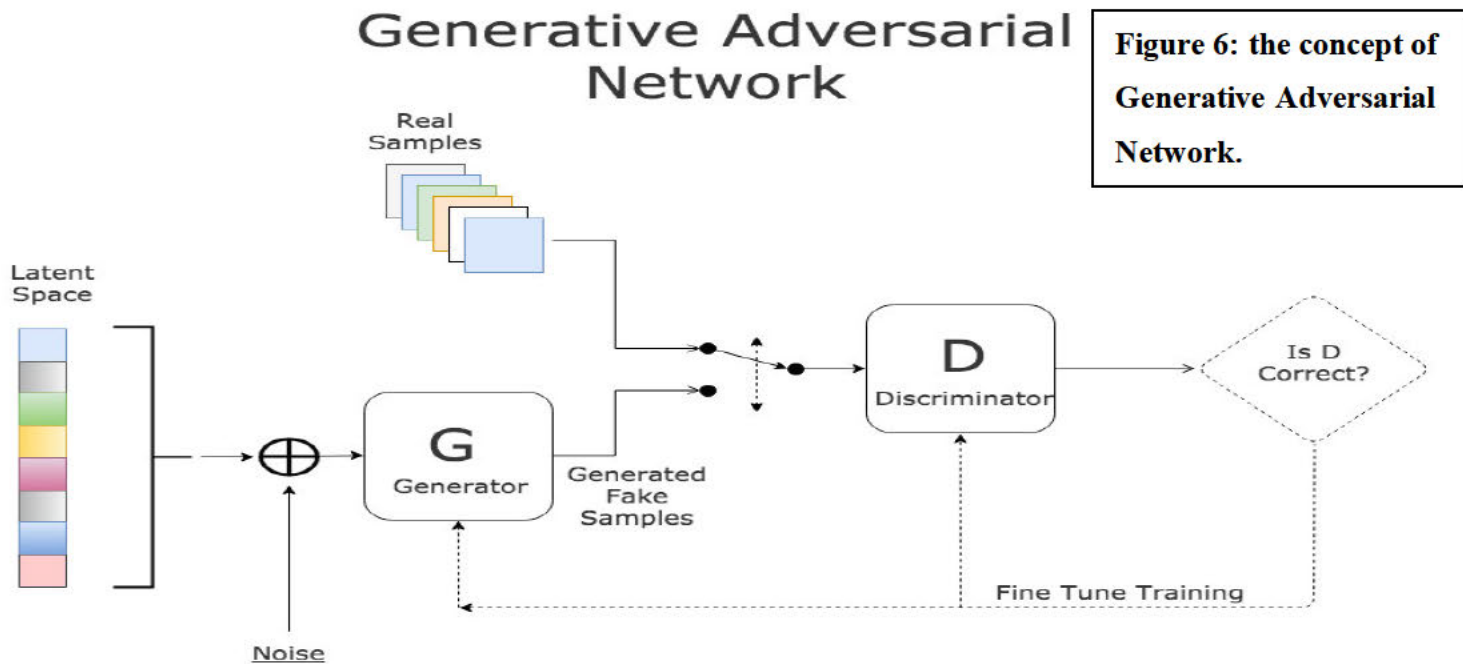 Generative Adversarial
Network
Figure 6: the concept of
Generative Adversarial
Network.
Real
Samples
Latent
Space
D
Discriminator
Is D
Correct?
G
Generator
Generated
Fake
Samples
Fine Tune Training
Noise